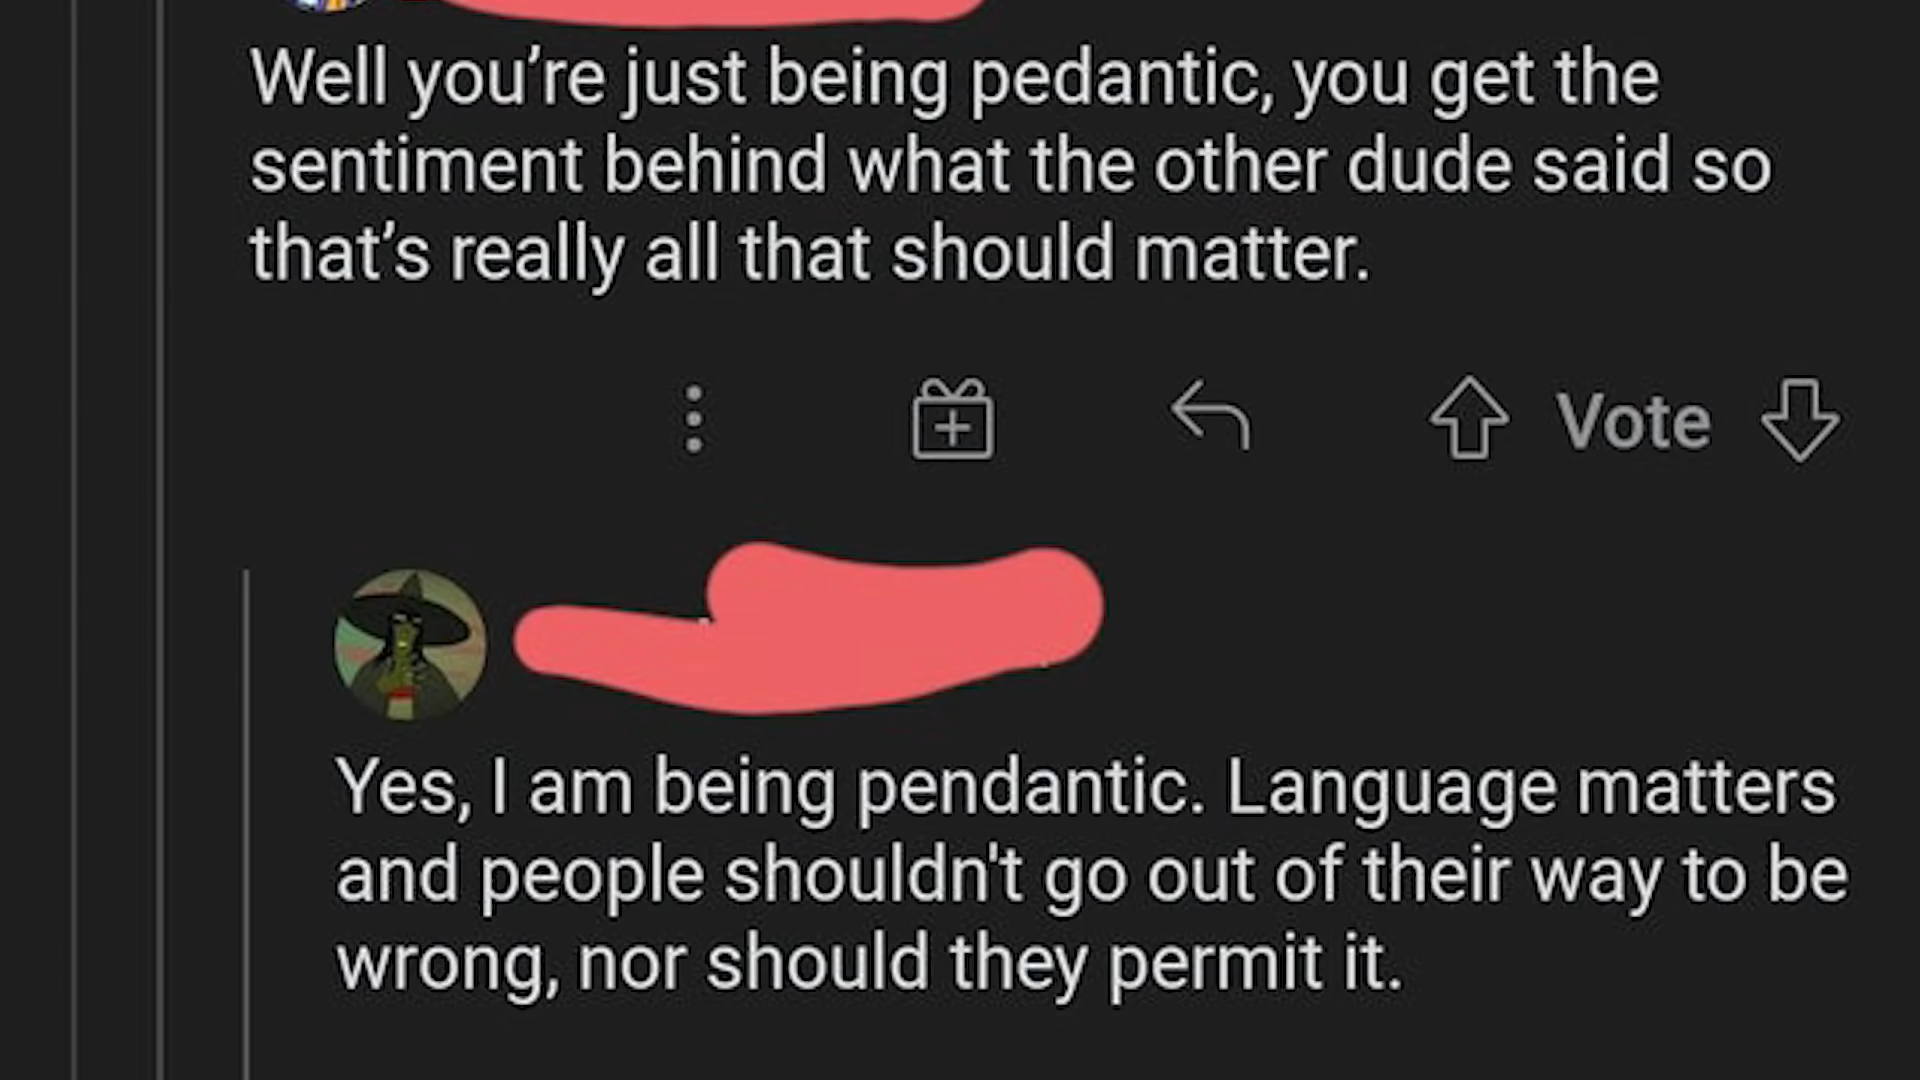 Well you’re just being pedantic, you get the
sentiment behind what the other dude said so
that’s really all that should matter.
Vote
Yes, I am being pendantic. Language matters
and people shouldn't go out of their way to be
wrong, nor should they permit it.